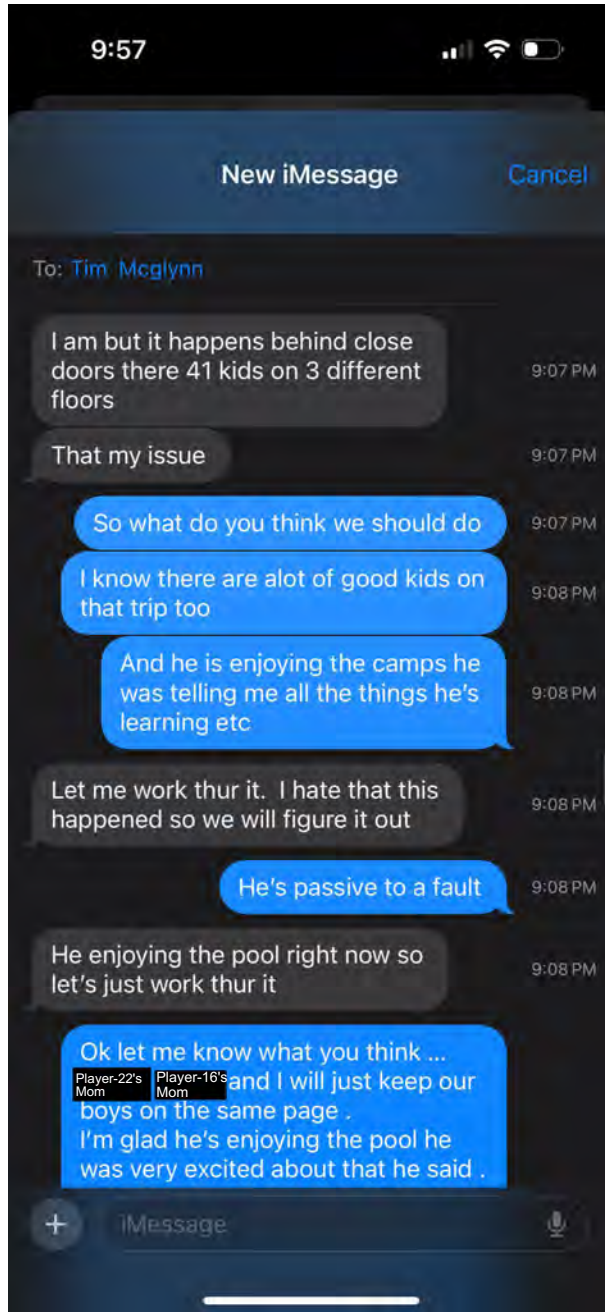 9:57
New iMessage
Cancel
To: Tim Mcglynn
I am but it happens behind close
doors there 41 kids on 3 different
floors
9:07 PM
That my issue
9:07 PM
So what do you think we should do
9:07 PM
I know there are alot of good kids on
that trip too
9:08 PM
And he is enjoying the camps he
was telling me all the things he's
learning etc
9:08 PM
Let me work thur it. I hate that this
happened so we will figure it out
9:08 PM
He's passive to a fault
9:08 PM
He enjoying the pool right now so
let's just work thur it
9:08 PM
Ok let me know what you think ...
Player-22's Mom Player-16's Mom and I will just keep our
boys on the same page .
I'm glad he's enjoying the pool he
was very excited about that he said .
iMessage